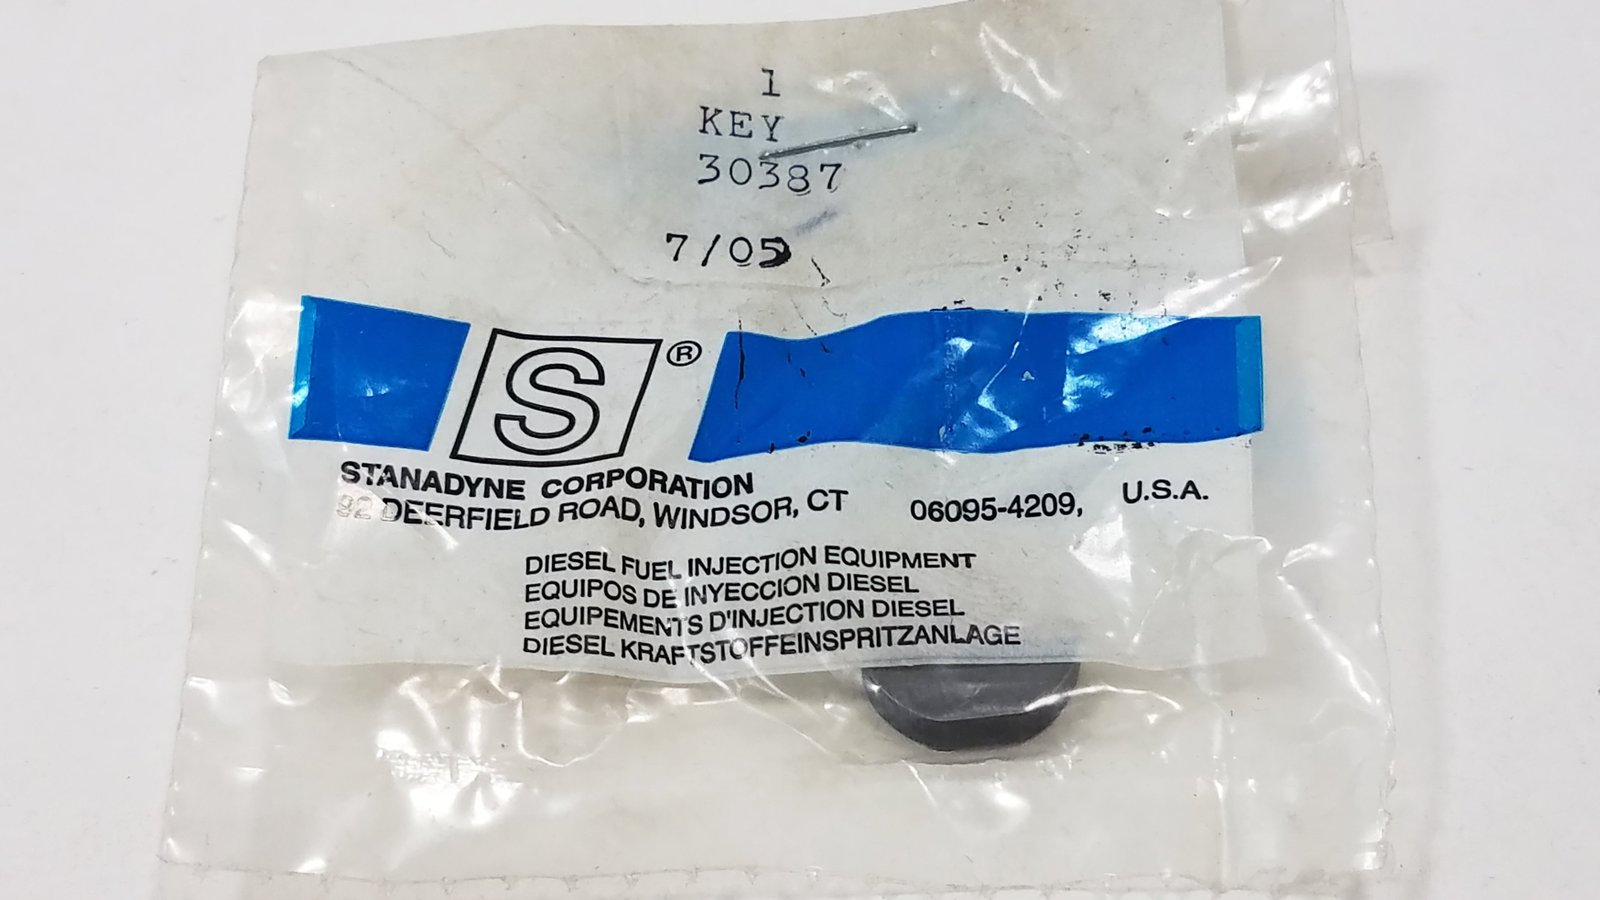 1
KEY
30387
7/05
S®
STANADYNE CORPORATION
92 DEERFIELD ROAD, WINDSOR, CT 06095-4209, U.S.A.
DIESEL FUEL INJECTION EQUIPMENT
EQUIPOS DE INYECCION DIESEL
EQUIPEMENTS D'INJECTION DIESEL
DIESEL KRAFTSTOFFEINSPRITZANLAGE